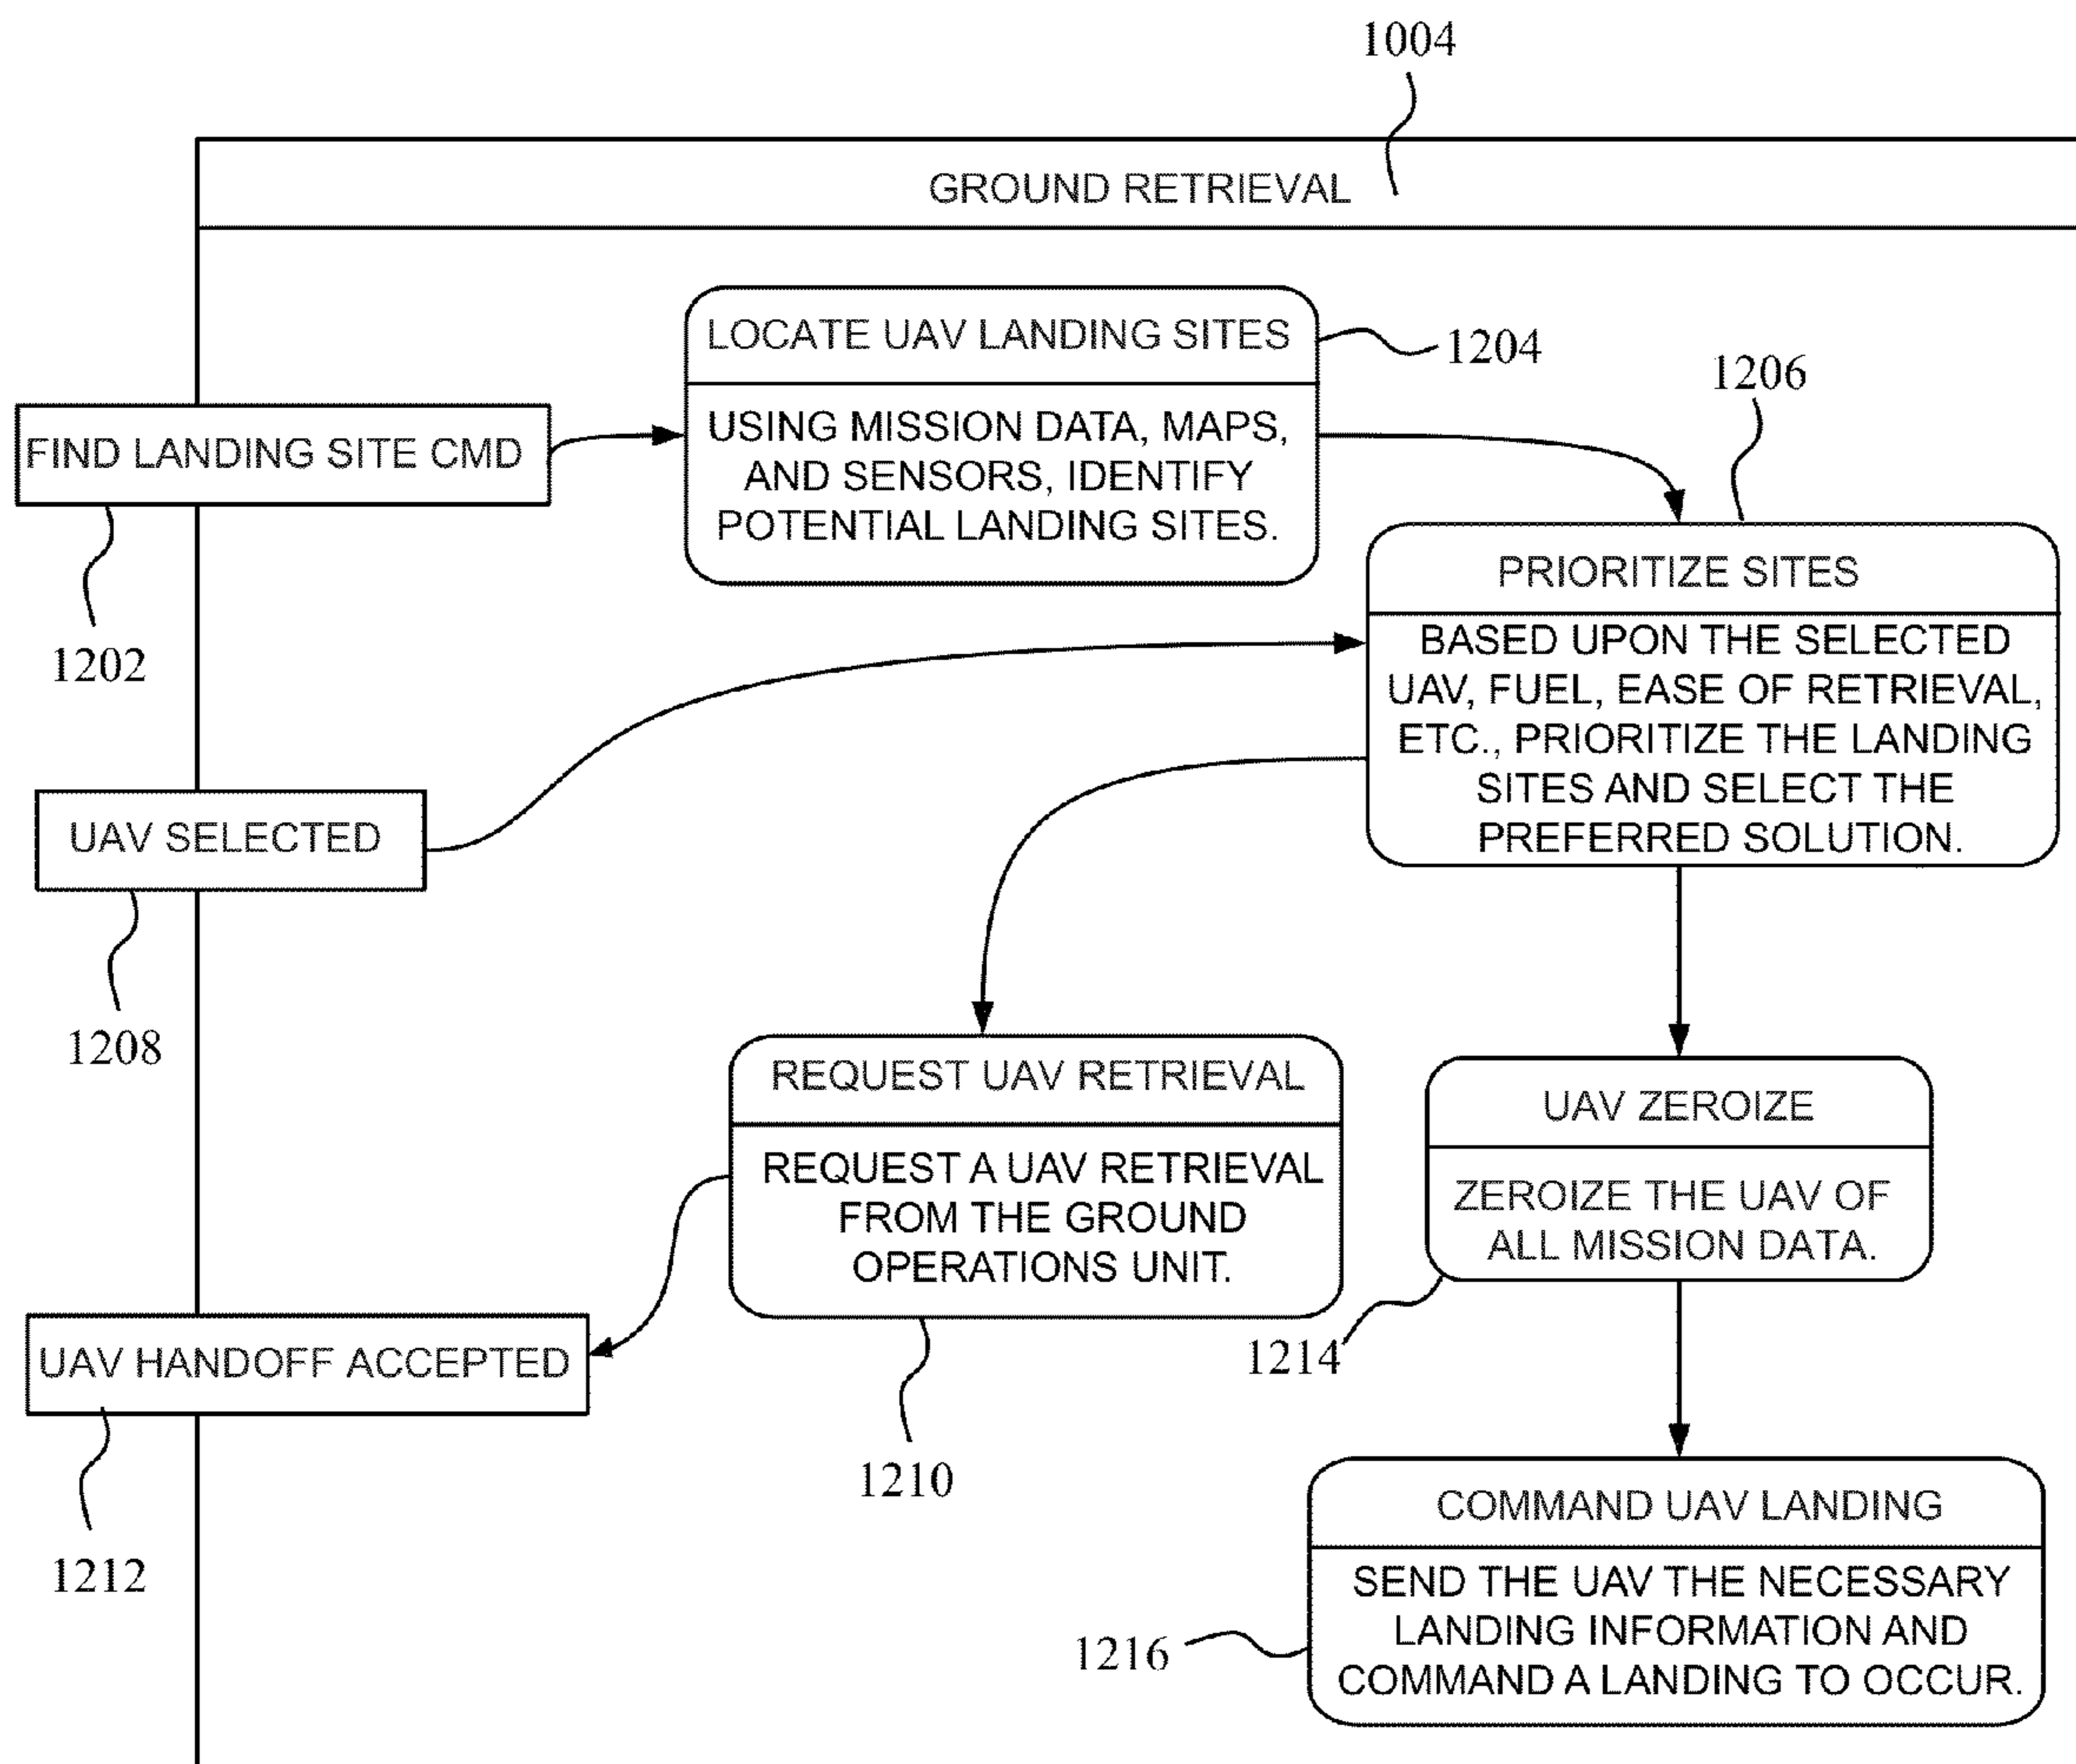 1004
GROUND RETRIEVAL
LOCATE UAV LANDING SITES
1204
USING MISSION DATA, MAPS,
AND SENSORS, IDENTIFY
POTENTIAL LANDING SITES.
FIND LANDING SITE CMD
1202
1206
PRIORITIZE SITES
BASED UPON THE SELECTED
UAV, FUEL, EASE OF RETRIEVAL,
ETC., PRIORITIZE THE LANDING
SITES AND SELECT THE
PREFERRED SOLUTION.
UAV SELECTED
1208
REQUEST UAV RETRIEVAL
REQUEST A UAV RETRIEVAL
FROM THE GROUND
OPERATIONS UNIT.
1210
UAV ZEROIZE
ZEROIZE THE UAV OF
ALL MISSION DATA.
1214
UAV HANDOFF ACCEPTED
1212
COMMAND UAV LANDING
SEND THE UAV THE NECESSARY
LANDING INFORMATION AND
COMMAND A LANDING TO OCCUR.
1216